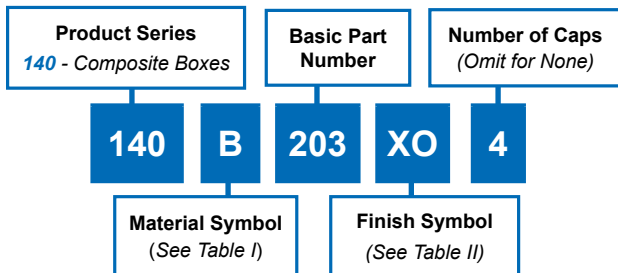 Product Series
140 - Composite Boxes
Basic Part
Number
Number of Caps
(Omit for None)
140 B 203 XO 4
Material Symbol
(See Table I)
Finish Symbol
(See Table II)